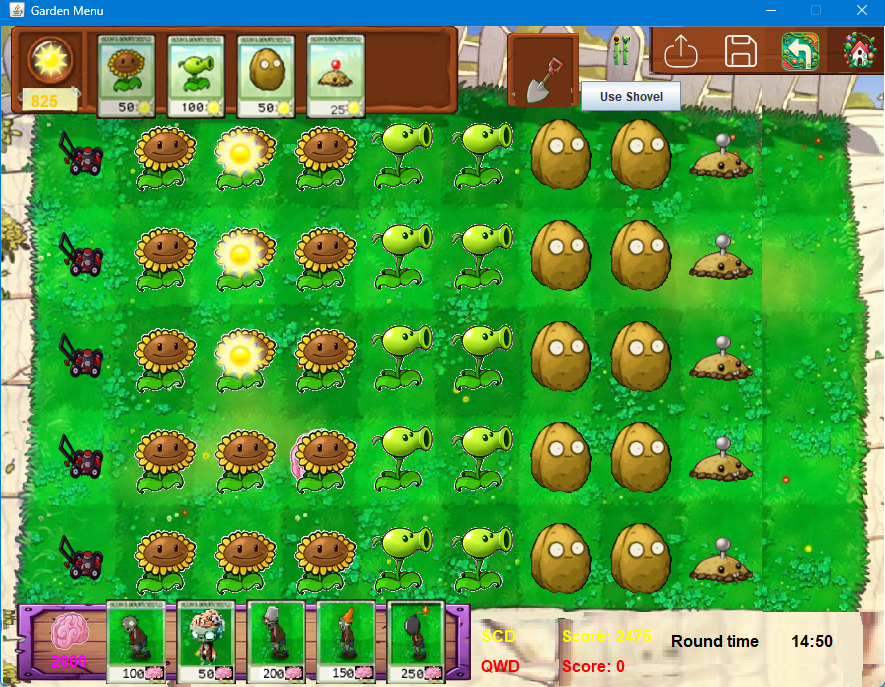 Garden Menu
825
50
100
50
25
Use Shovel
2000
100
50
200
150
250
SCD Score: 2475
QWD Score: 0
Round time 14:50